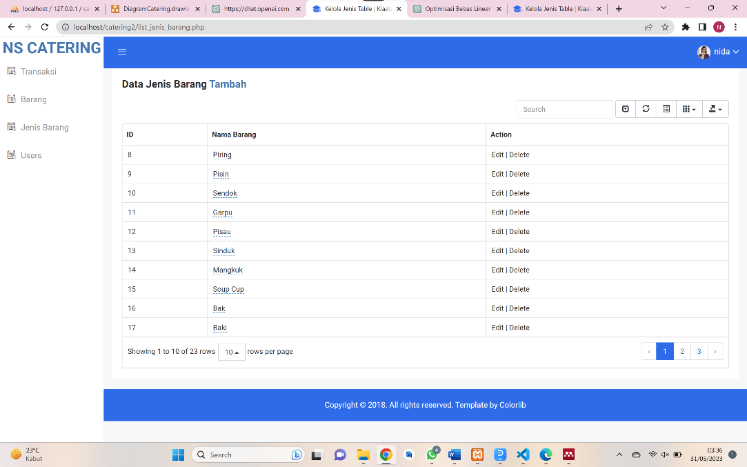 localhost / 127.0.0.1 / ca
DiagramCatering.drawio
https://chat.openai.com
Kelola Jenis Table | Kiaal
Optimisasi Bebas Linear
Kelola Jenis Table | Kiaal
localhost/catering2/list_jenis_barang.php
N
NS CATERING
nida
Transaksi
Barang
Jenis Barang
Users
Data Jenis Barang Tambah
Search
ID Nama Barang Action
8 Piring Edit | Delete
9 Pisin Edit | Delete
10 Sendok Edit | Delete
11 Garpu Edit | Delete
12 Pisau Edit | Delete
13 Sinduk Edit | Delete
14 Mangkuk Edit | Delete
15 Soup Cup Edit | Delete
16 Bak Edit | Delete
17 Baki Edit | Delete
Showing 1 to 10 of 23 rows 10 rows per page
‹ 1 2 3 ›
Copyright © 2018. All rights reserved. Template by Colorlib
23°C
Kabut
Search
4
03:36
31/05/2023